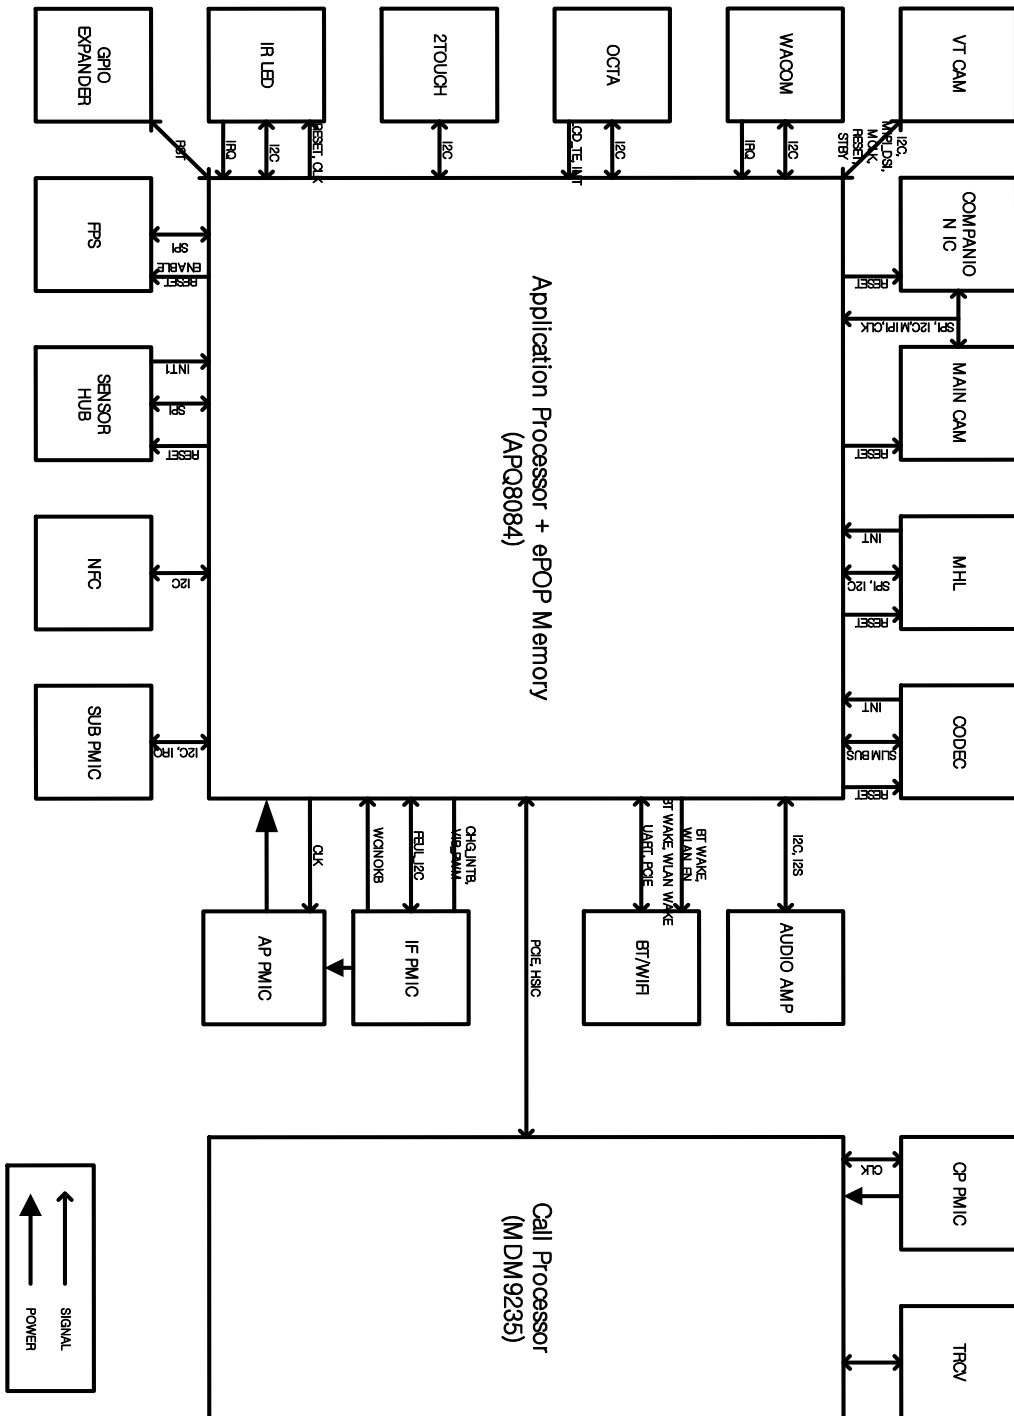 VT CAM
I2C,
MIPI_DSI,
MCLK,
RESET,
STBY
WACOM
I2C
IRQ
OCTA
I2C
LCD_TE, INT
2TOUCH
I2C
IR LED
RESET, CLK
I2C
IRQ
GPIO
EXPANDER
RST
COMPANIO
N IC
RESET
SPI, I2C,MIPI,CLK
MAIN CAM
RESET
MHL
INT
SPI, I2C
RESET
CODEC
INT
SLIMBUS
RESET
Application Processor + ePOP Memory
(APQ8084)
FPS
SPI
ENABLE
RESET
SENSOR
HUB
INT1
SPI
RESET
NFC
I2C
SUB PMIC
I2C, IRQ
I2C, I2S
AUDIO AMP
BT WAKE,
WLAN EN
BT WAKE, WLAN WAKE
UART, PCIE
BT/WIFI
PCIE, HSIC
CHG_INTB,
VIB_PWM
FEUL_I2C
WCINOKB
IF PMIC
CLK
AP PMIC
CP PMIC
CLK
TRCV
Call Processor
(MDM9235)
SIGNAL
POWER